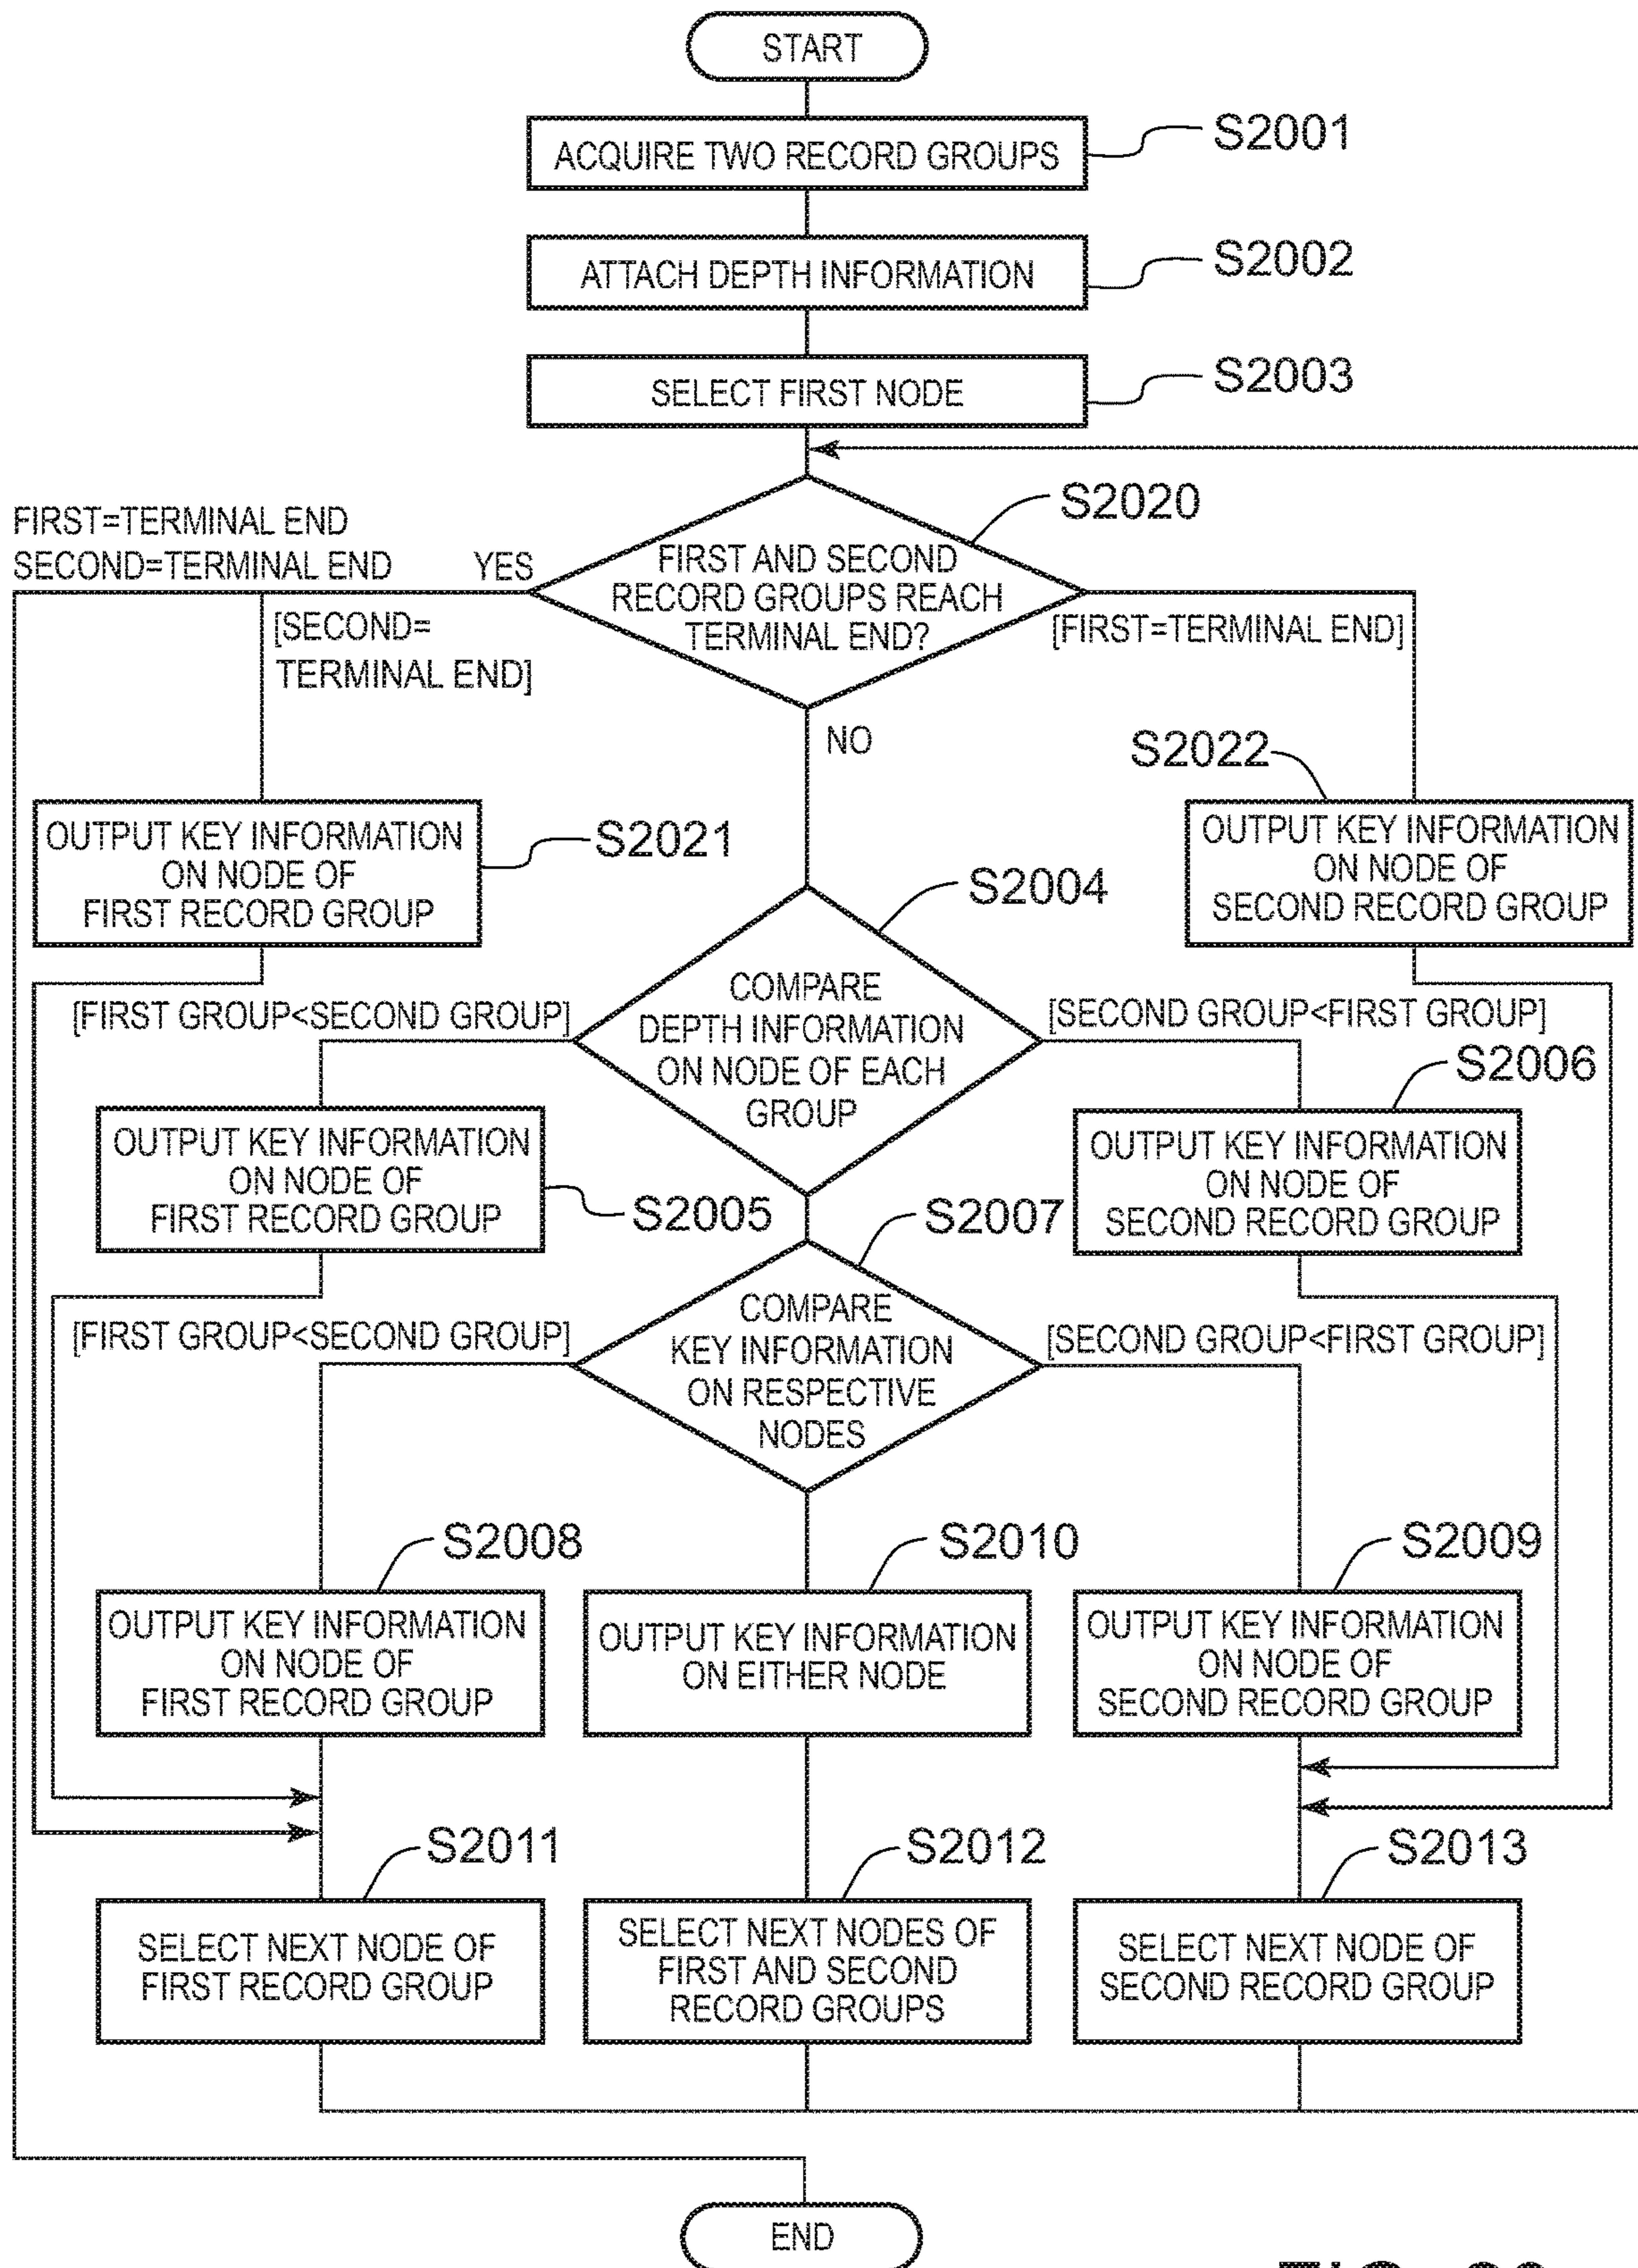 START
ACQUIRE TWO RECORD GROUPS
S2001
ATTACH DEPTH INFORMATION
S2002
SELECT FIRST NODE
S2003
FIRST=TERMINAL END
SECOND=TERMINAL END
YES
[SECOND=
TERMINAL END]
FIRST AND SECOND
RECORD GROUPS REACH
TERMINAL END?
S2020
[FIRST=TERMINAL END]
NO
OUTPUT KEY INFORMATION
ON NODE OF
FIRST RECORD GROUP
S2021
S2022
OUTPUT KEY INFORMATION
ON NODE OF
SECOND RECORD GROUP
S2004
COMPARE
DEPTH INFORMATION
ON NODE OF EACH
GROUP
[FIRST GROUP<SECOND GROUP]
[SECOND GROUP<FIRST GROUP]
OUTPUT KEY INFORMATION
ON NODE OF
FIRST RECORD GROUP
S2005
S2006
OUTPUT KEY INFORMATION
ON NODE OF
SECOND RECORD GROUP
S2007
COMPARE
KEY INFORMATION
ON RESPECTIVE
NODES
[FIRST GROUP<SECOND GROUP]
[SECOND GROUP<FIRST GROUP]
S2008
OUTPUT KEY INFORMATION
ON NODE OF
FIRST RECORD GROUP
S2010
OUTPUT KEY INFORMATION
ON EITHER NODE
S2009
OUTPUT KEY INFORMATION
ON NODE OF
SECOND RECORD GROUP
S2011
SELECT NEXT NODE OF
FIRST RECORD GROUP
S2012
SELECT NEXT NODES OF
FIRST AND SECOND
RECORD GROUPS
S2013
SELECT NEXT NODE OF
SECOND RECORD GROUP
END